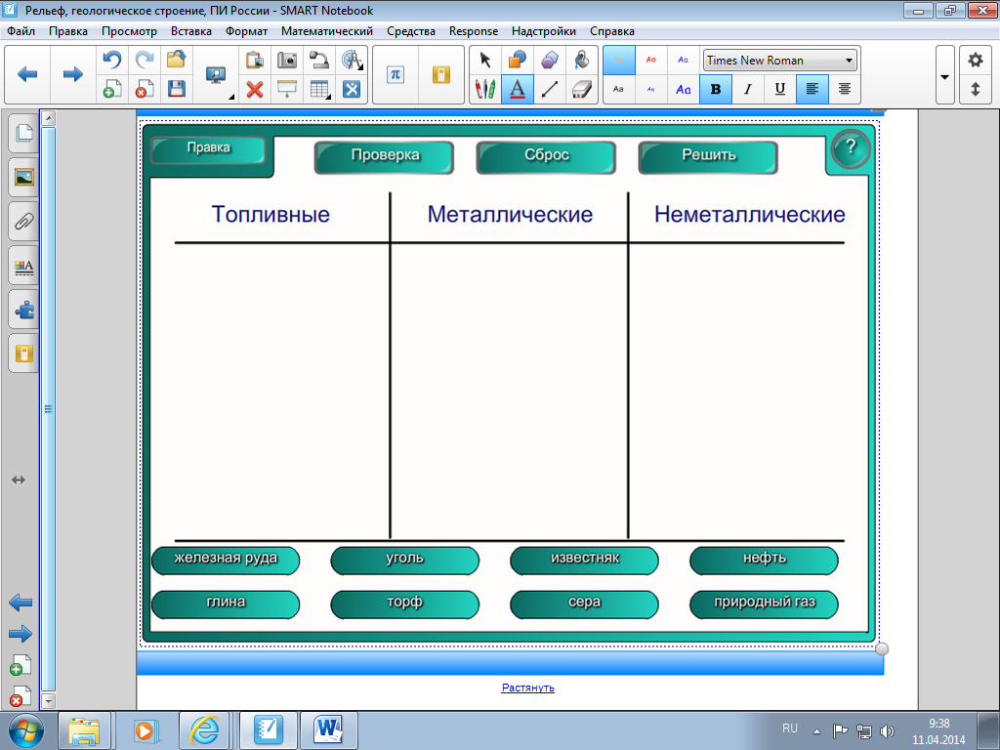 Рельеф, геологическое строение, ПИ России - SMART Notebook
Файл Правка Просмотр Вставка Формат Математический Средства Response Надстройки Справка
π Aa Aa Aa Times New Roman
A Aa Aa Aa B I U
Правка Проверка Сброс Решить ?
Топливные Металлические Неметаллические
железная руда уголь известняк нефть
глина торф сера природный газ
Растянуть
RU 9:38
11.04.2014